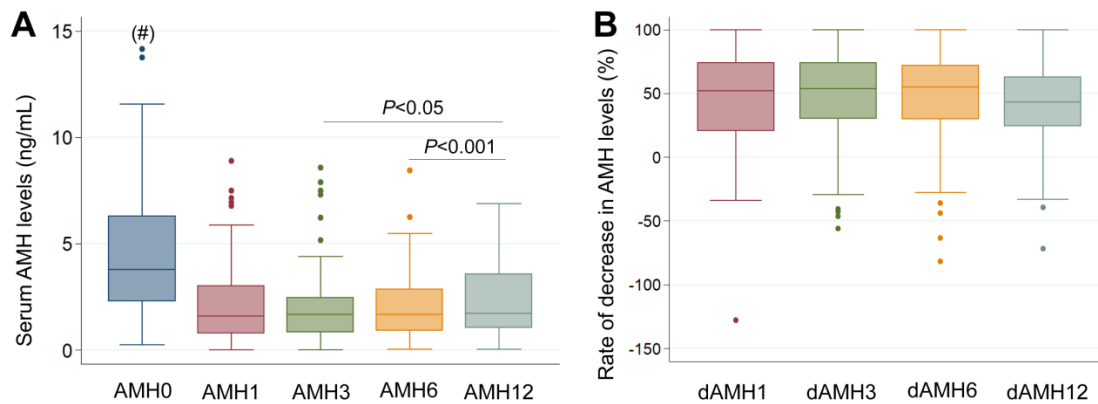 A
(#)
Serum AMH levels (ng/mL)
15
10
5
0
P<0.05
P<0.001
AMH0 AMH1 AMH3 AMH6 AMH12
B
Rate of decrease in AMH levels (%)
100
50
0
-50
-100
-150
dAMH1 dAMH3 dAMH6 dAMH12